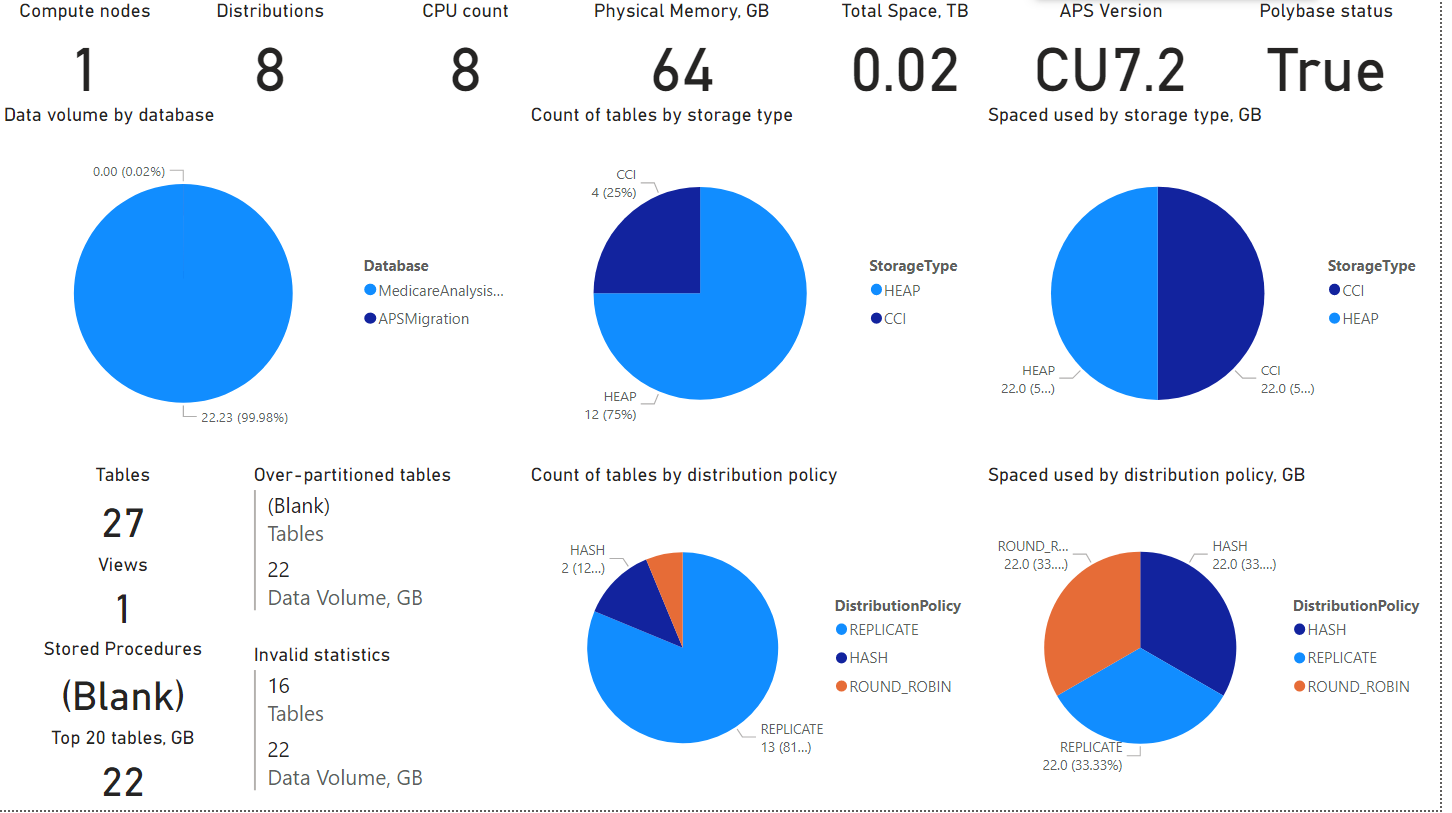 Compute nodes
1
Distributions
8
CPU count
8
Physical Memory, GB
64
Total Space, TB
0.02
APS Version
CU7.2
Polybase status
True
Data volume by database
0.00 (0.02%)
22.23 (99.98%)
Database
MedicareAnalysis...
APSMigration
Count of tables by storage type
CCI
4 (25%)
HEAP
12 (75%)
StorageType
HEAP
CCI
Spaced used by storage type, GB
HEAP
22.0 (5...)
CCI
22.0 (5...)
StorageType
CCI
HEAP
Tables
27
Views
1
Stored Procedures
(Blank)
Top 20 tables, GB
22
Over-partitioned tables
(Blank)
Tables
22
Data Volume, GB
Invalid statistics
16
Tables
22
Data Volume, GB
Count of tables by distribution policy
HASH
2 (12...)
REPLICATE
13 (81...)
DistributionPolicy
REPLICATE
HASH
ROUND_ROBIN
Spaced used by distribution policy, GB
ROUND_R...
22.0 (33....)
HASH
22.0 (33....)
REPLICATE
22.0 (33.33%)
DistributionPolicy
HASH
REPLICATE
ROUND_ROBIN